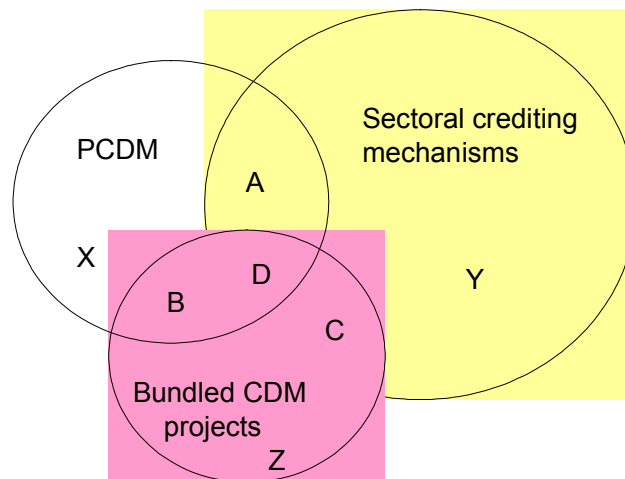 Sectoral crediting
mechanisms
PCDM
A
X
D
Y
B
C
Bundled CDM
projects
Z